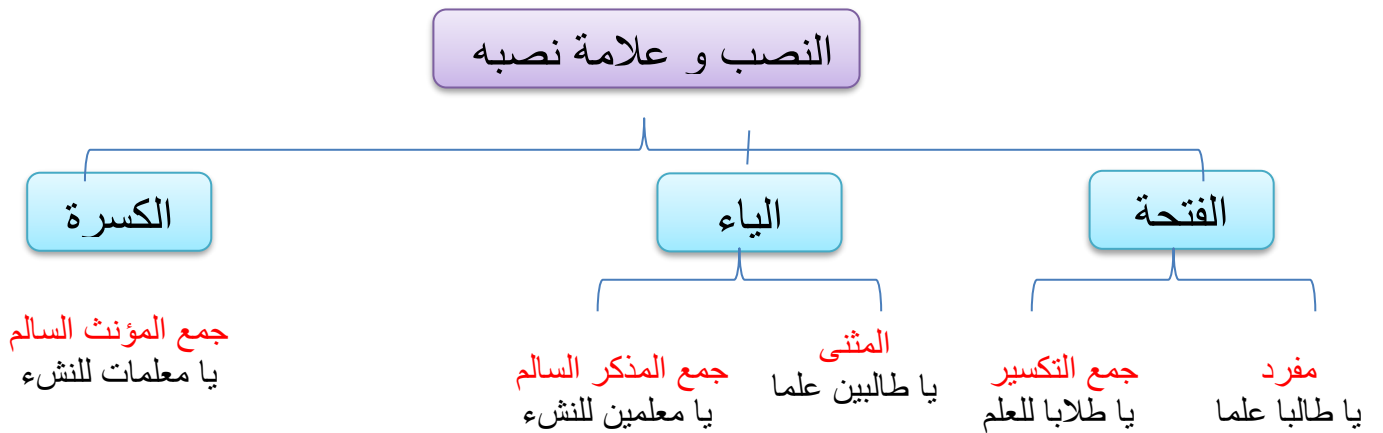 النصب و علامة نصبه
الفتحة
الياء
الكسرة
مفرد
يا طالبا علما
جمع التكسير
يا طلابا للعلم
المثنى
يا طالبين علما
جمع المذكر السالم
يا معلمين للنشء
جمع المؤنث السالم
يا معلمات للنشء